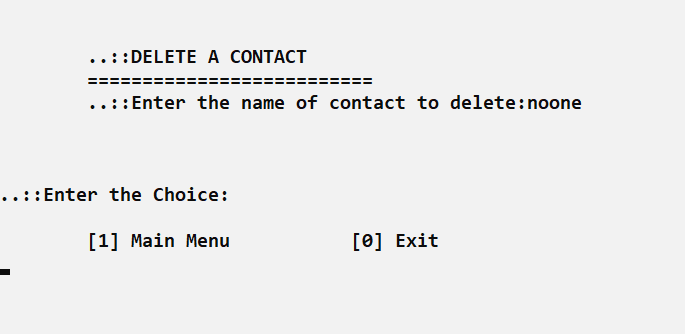 ..::DELETE A CONTACT
==========================
..::Enter the name of contact to delete:noone
..::Enter the Choice:
[1] Main Menu [0] Exit